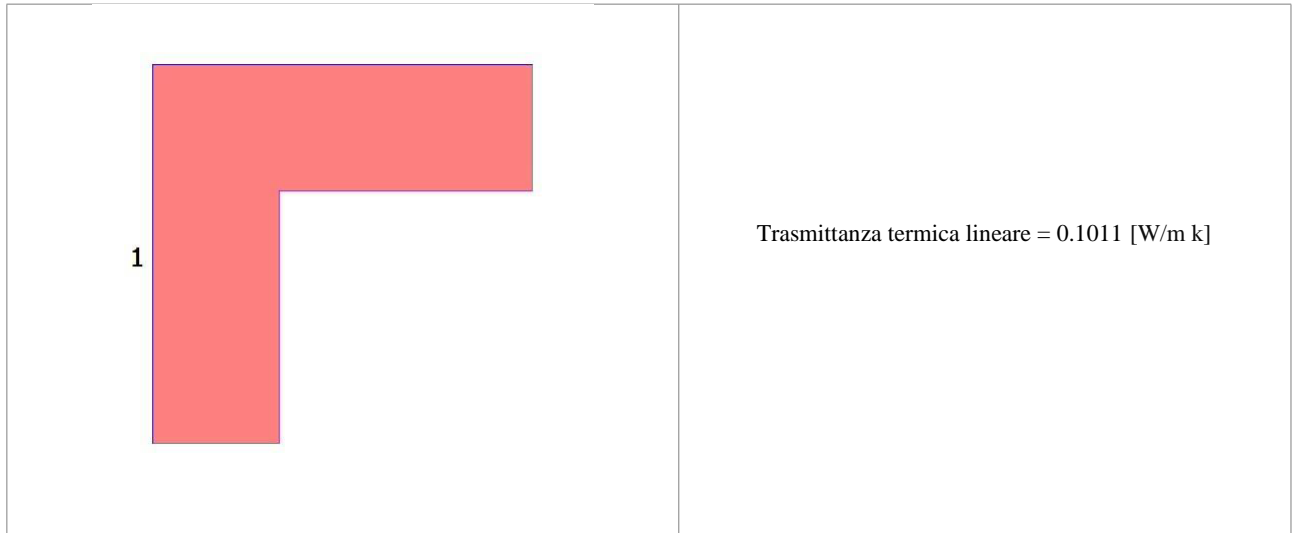 1
Trasmittanza termica lineare = 0.1011 [W/m k]